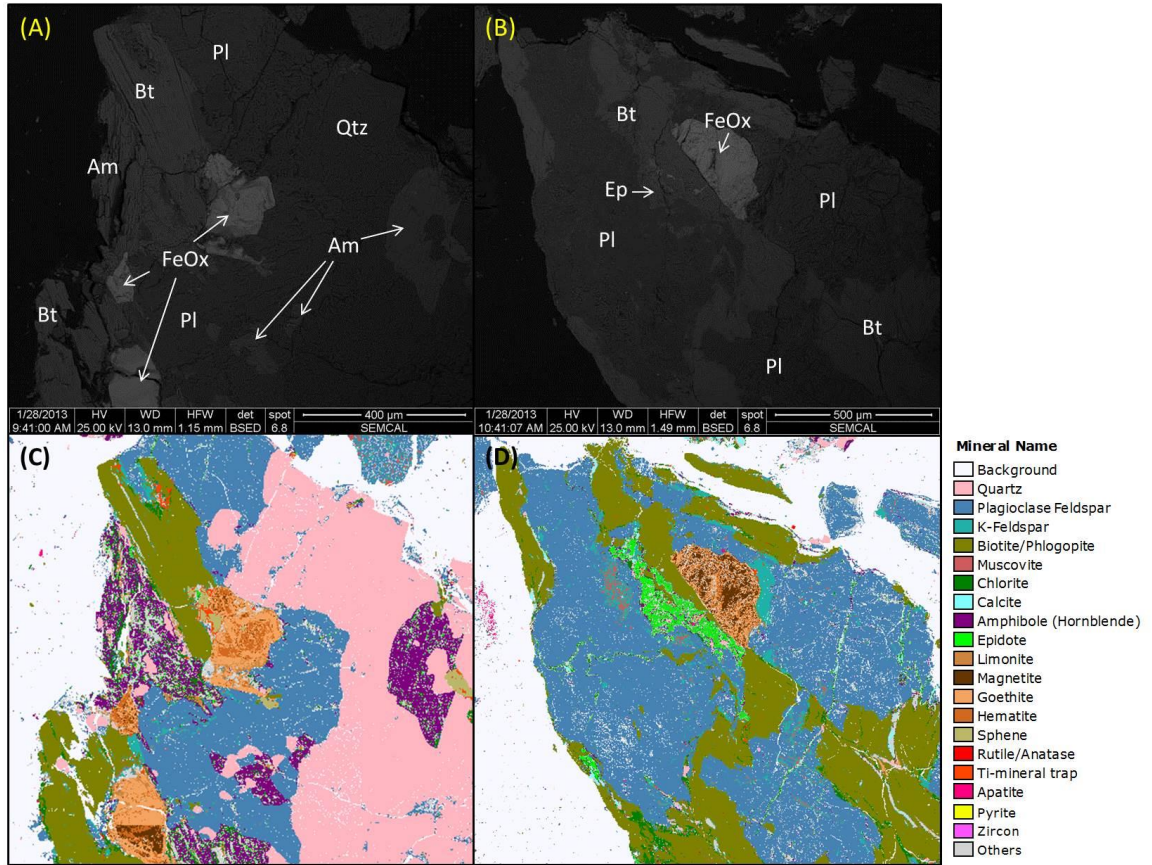 (A)
Pl
Bt
Qtz
Am
Am
FeOx
Bt
Pl
1/28/2013 HV WD HFW det spot 400 µm
9:41:00 AM 25.00 kV 13.0 mm 1.15 mm BSED 6.8 SEMCAL
(B)
Bt
FeOx
Ep
Pl
Pl
Bt
Pl
1/28/2013 HV WD HFW det spot 500 µm
10:41:07 AM 25.00 kV 13.0 mm 1.49 mm BSED 6.8 SEMCAL
(C)
(D)
Mineral Name
Background
Quartz
Plagioclase Feldspar
K-Feldspar
Biotite/Phlogopite
Muscovite
Chlorite
Calcite
Amphibole (Hornblende)
Epidote
Limonite
Magnetite
Goethite
Hematite
Sphene
Rutile/Anatase
Ti-mineral trap
Apatite
Pyrite
Zircon
Others